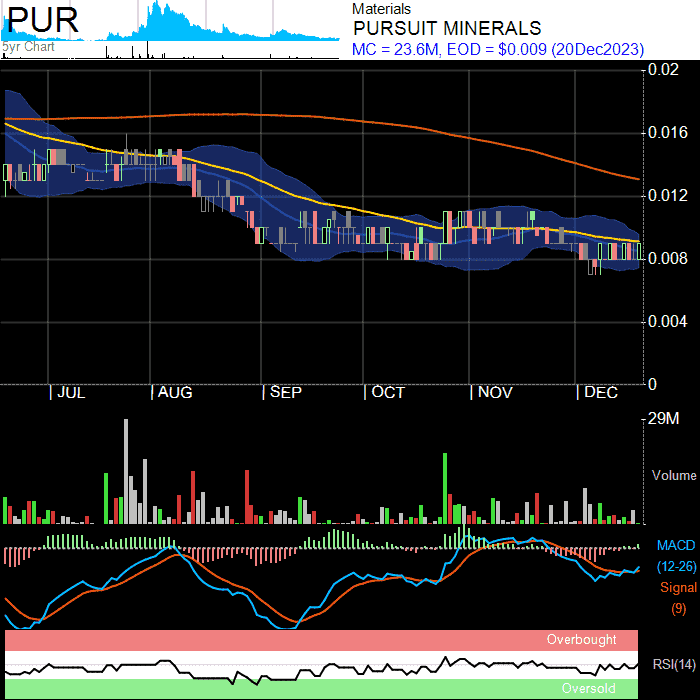 PUR
5yr Chart
Materials
PURSUIT MINERALS
MC = 23.6M, EOD = $0.009 (20Dec2023)
0.02
0.016
0.012
0.008
0.004
0
| JUL | AUG | SEP | OCT | NOV | DEC
29M
Volume
MACD
(12-26)
Signal
(9)
Overbought
RSI(14)
Oversold